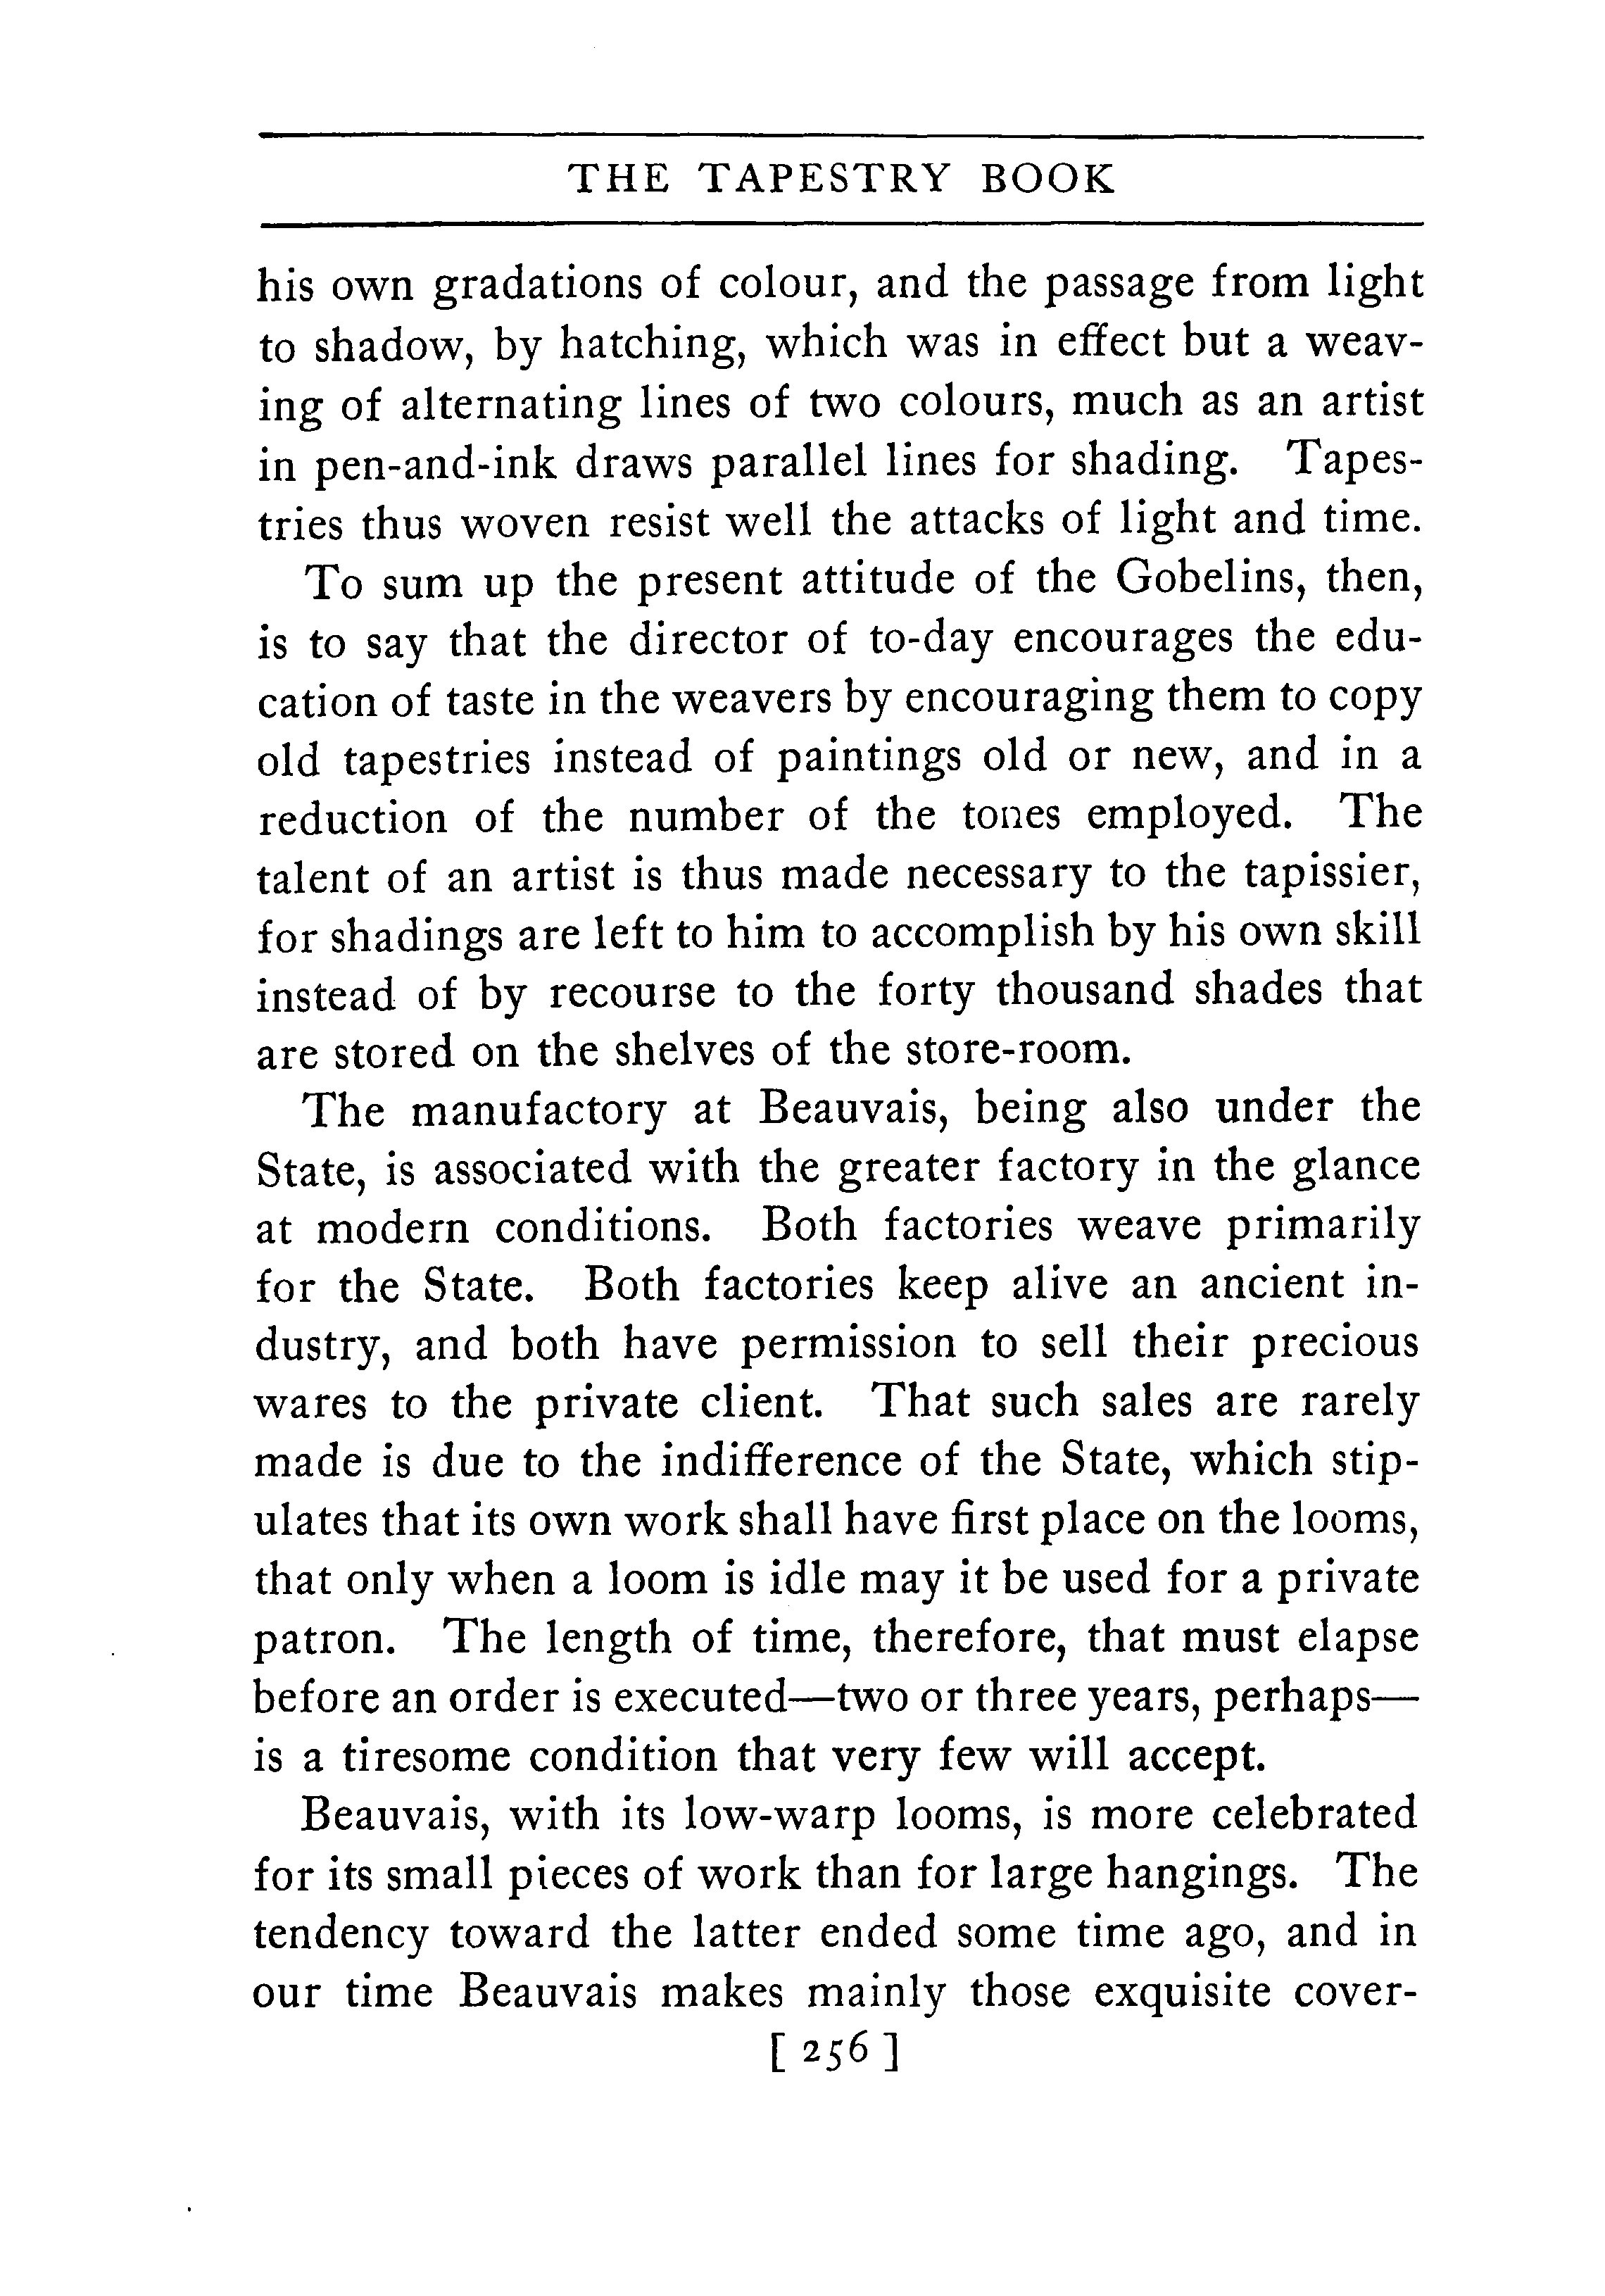 THE TAPESTRY BOOK
his own gradations of colour, and the passage from light
to shadow, by hatching, which was in effect but a weav-
ing of alternating lines of two colours, much as an artist
in pen-and-ink draws parallel lines for shading. Tapes-
tries thus woven resist well the attacks of light and time.
To sum up the present attitude of the Gobelins, then,
is to say that the director of to-day encourages the edu-
cation of taste in the weavers by encouraging them to copy
old tapestries instead of paintings old or new, and in a
reduction of the number of the tones employed. The
talent of an artist is thus made necessary to the tapissier,
for shadings are left to him to accomplish by his own skill
instead of by recourse to the forty thousand shades that
are stored on the shelves of the store-room.
The manufactory at Beauvais, being also under the
State, is associated with the greater factory in the glance
at modern conditions. Both factories weave primarily
for the State. Both factories keep alive an ancient in-
dustry, and both have permission to sell their precious
wares to the private client. That such sales are rarely
made is due to the indifference of the State, which stip-
ulates that its own work shall have first place on the looms,
that only when a loom is idle may it be used for a private
patron. The length of time, therefore, that must elapse
before an order is executed—two or three years, perhaps—
is a tiresome condition that very few will accept.
Beauvais, with its low-warp looms, is more celebrated
for its small pieces of work than for large hangings. The
tendency toward the latter ended some time ago, and in
our time Beauvais makes mainly those exquisite cover-
[ 256 ]